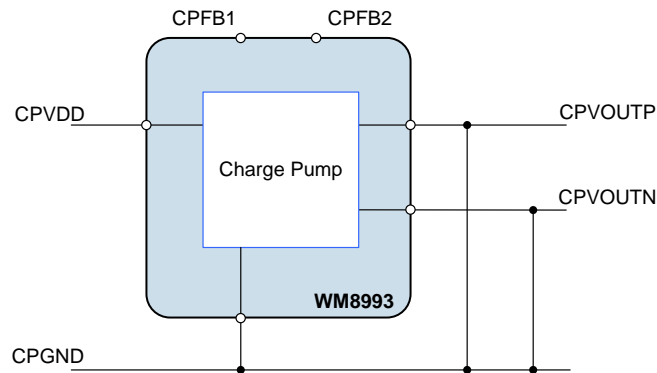 CPFB1 CPFB2
CPVDD
CPVOUTP
Charge Pump
CPVOUTN
WM8993
CPGND